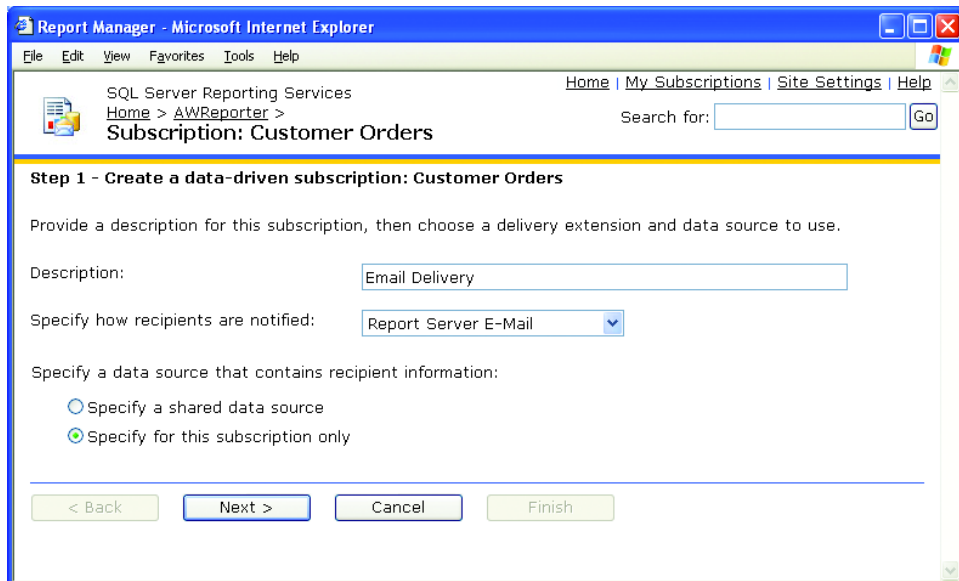 Report Manager - Microsoft Internet Explorer
File Edit View Favorites Tools Help
Home | My Subscriptions | Site Settings | Help
SQL Server Reporting Services
Home > AWReporter >
Subscription: Customer Orders
Search for: Go
Step 1 - Create a data-driven subscription: Customer Orders
Provide a description for this subscription, then choose a delivery extension and data source to use.
Description: Email Delivery
Specify how recipients are notified: Report Server E-Mail
Specify a data source that contains recipient information:
Specify a shared data source
Specify for this subscription only
< Back Next > Cancel Finish